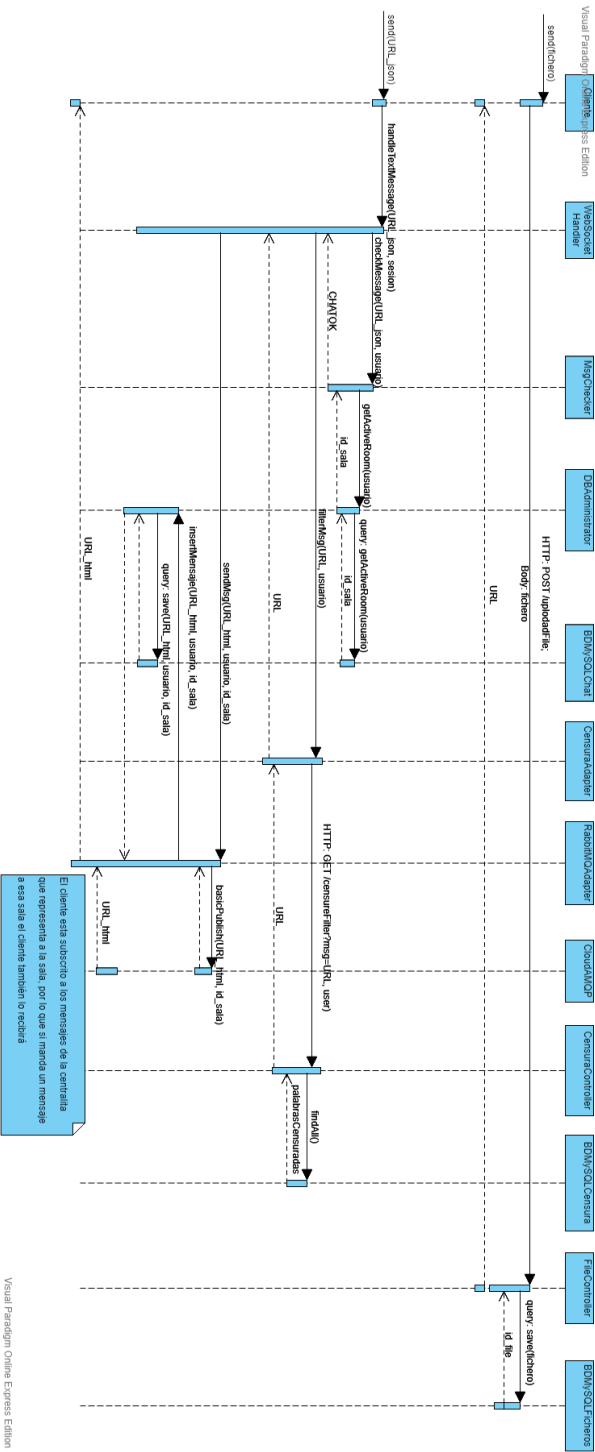 Visual Paradigm Online Express Edition
Cliente
WebSocket
Handler
MsgChecker
DBAdministrator
BDMySQLChat
CensuraAdapter
RabbitMQAdapter
CloudAMQP
CensuraController
BDMySQLCensura
FileController
BDMySQLFicheros
send(fichero)
HTTP: POST /uplodadFile;
Body: fichero
query: save(fichero)
id_file
URL
send(URL_json)
handleTextMessage(URL_json, sesion)
checkMessage(URL_json, usuario)
getActiveRoom(usuario)
query: getActiveRoom(usuario)
id_sala
id_sala
CHATOK
filterMsg(URL, usuario)
HTTP: GET /censureFilter?msg=URL, user)
findAll()
palabrasCensuradas
URL
URL
sendMsg(URL_html, usuario, id_sala)
basicPublish(URL_html, id_sala)
insertMensaje(URL_html, usuario, id_sala)
query: save(URL_html, usuario, id_sala)
URL_html
URL_html
El cliente esta subscrito a los mensajes de la centralita
que representa a la sala, por lo que si manda un mensaje
a esa sala el cliente también lo recibirá
Visual Paradigm Online Express Edition